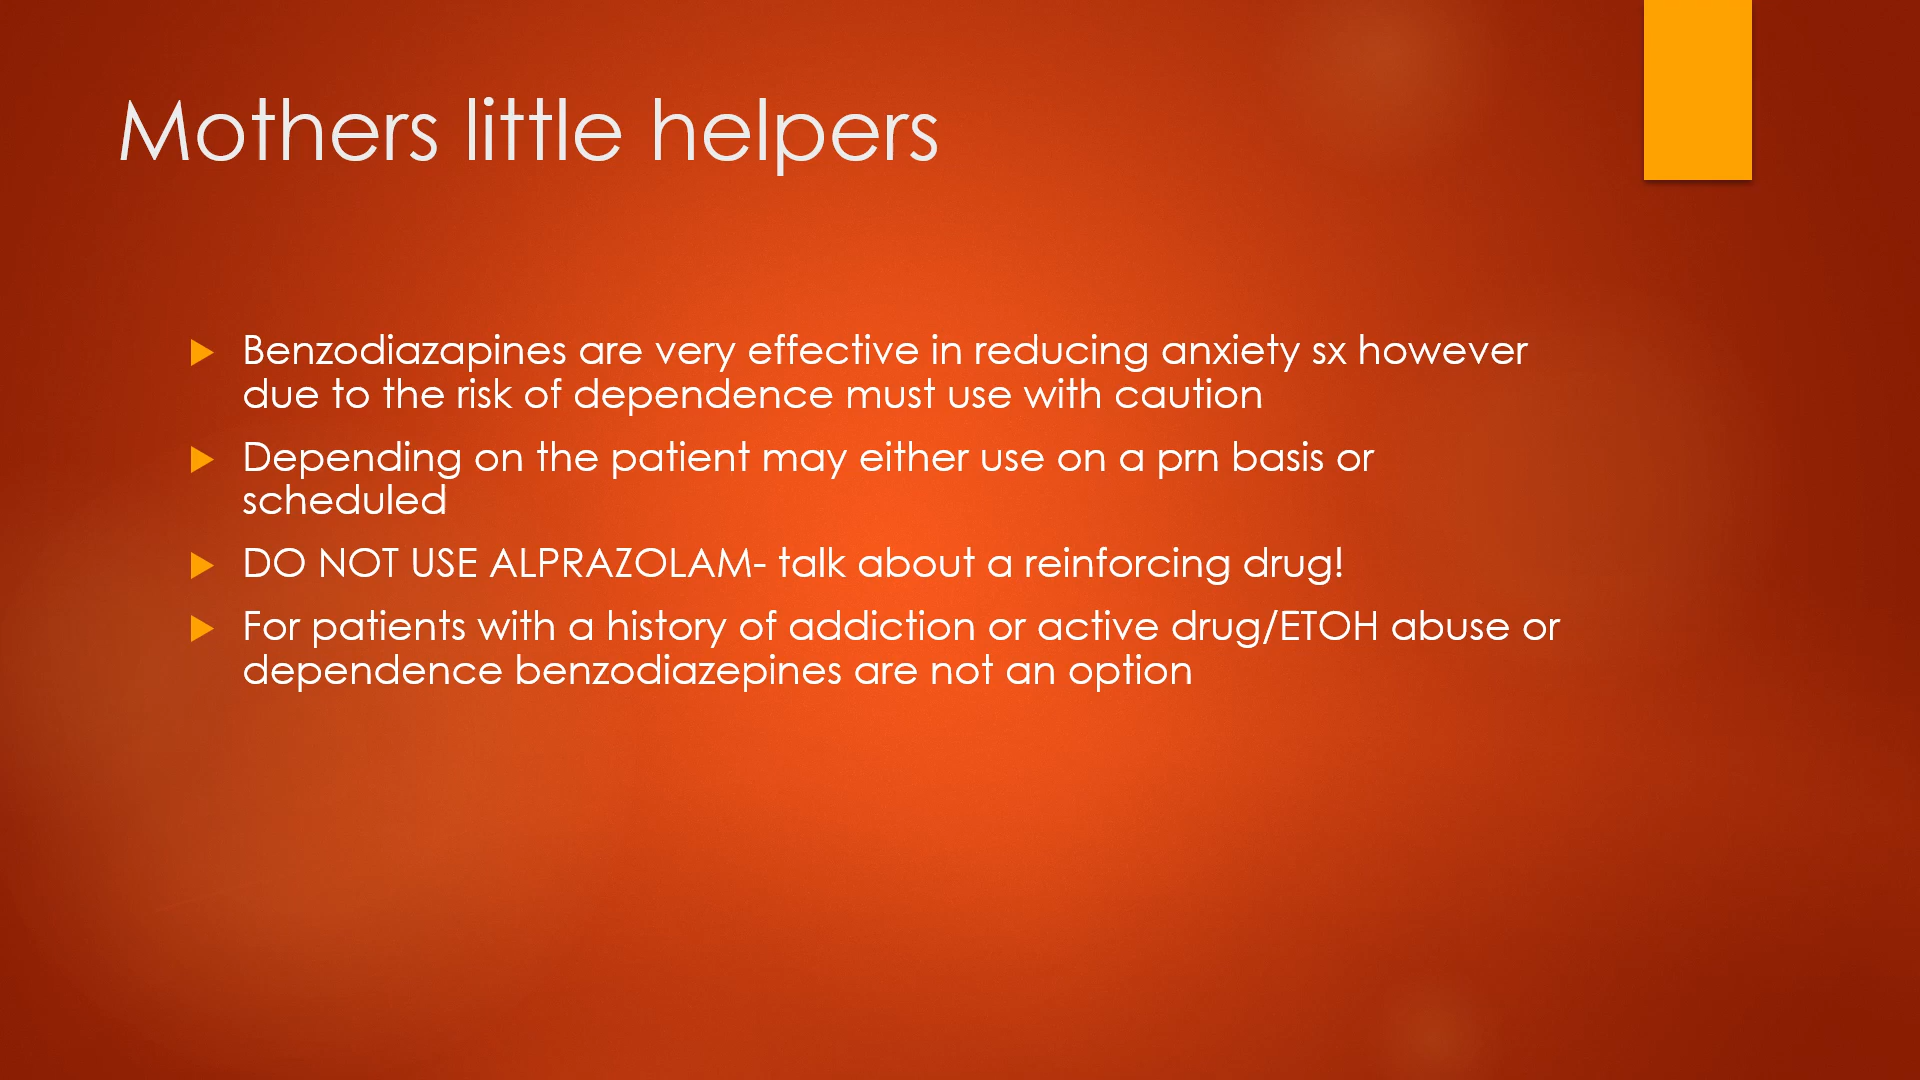 Mothers little helpers
Benzodiazapines are very effective in reducing anxiety sx however
due to the risk of dependence must use with caution
Depending on the patient may either use on a prn basis or
scheduled
DO NOT USE ALPRAZOLAM- talk about a reinforcing drug!
For patients with a history of addiction or active drug/ETOH abuse or
dependence benzodiazepines are not an option